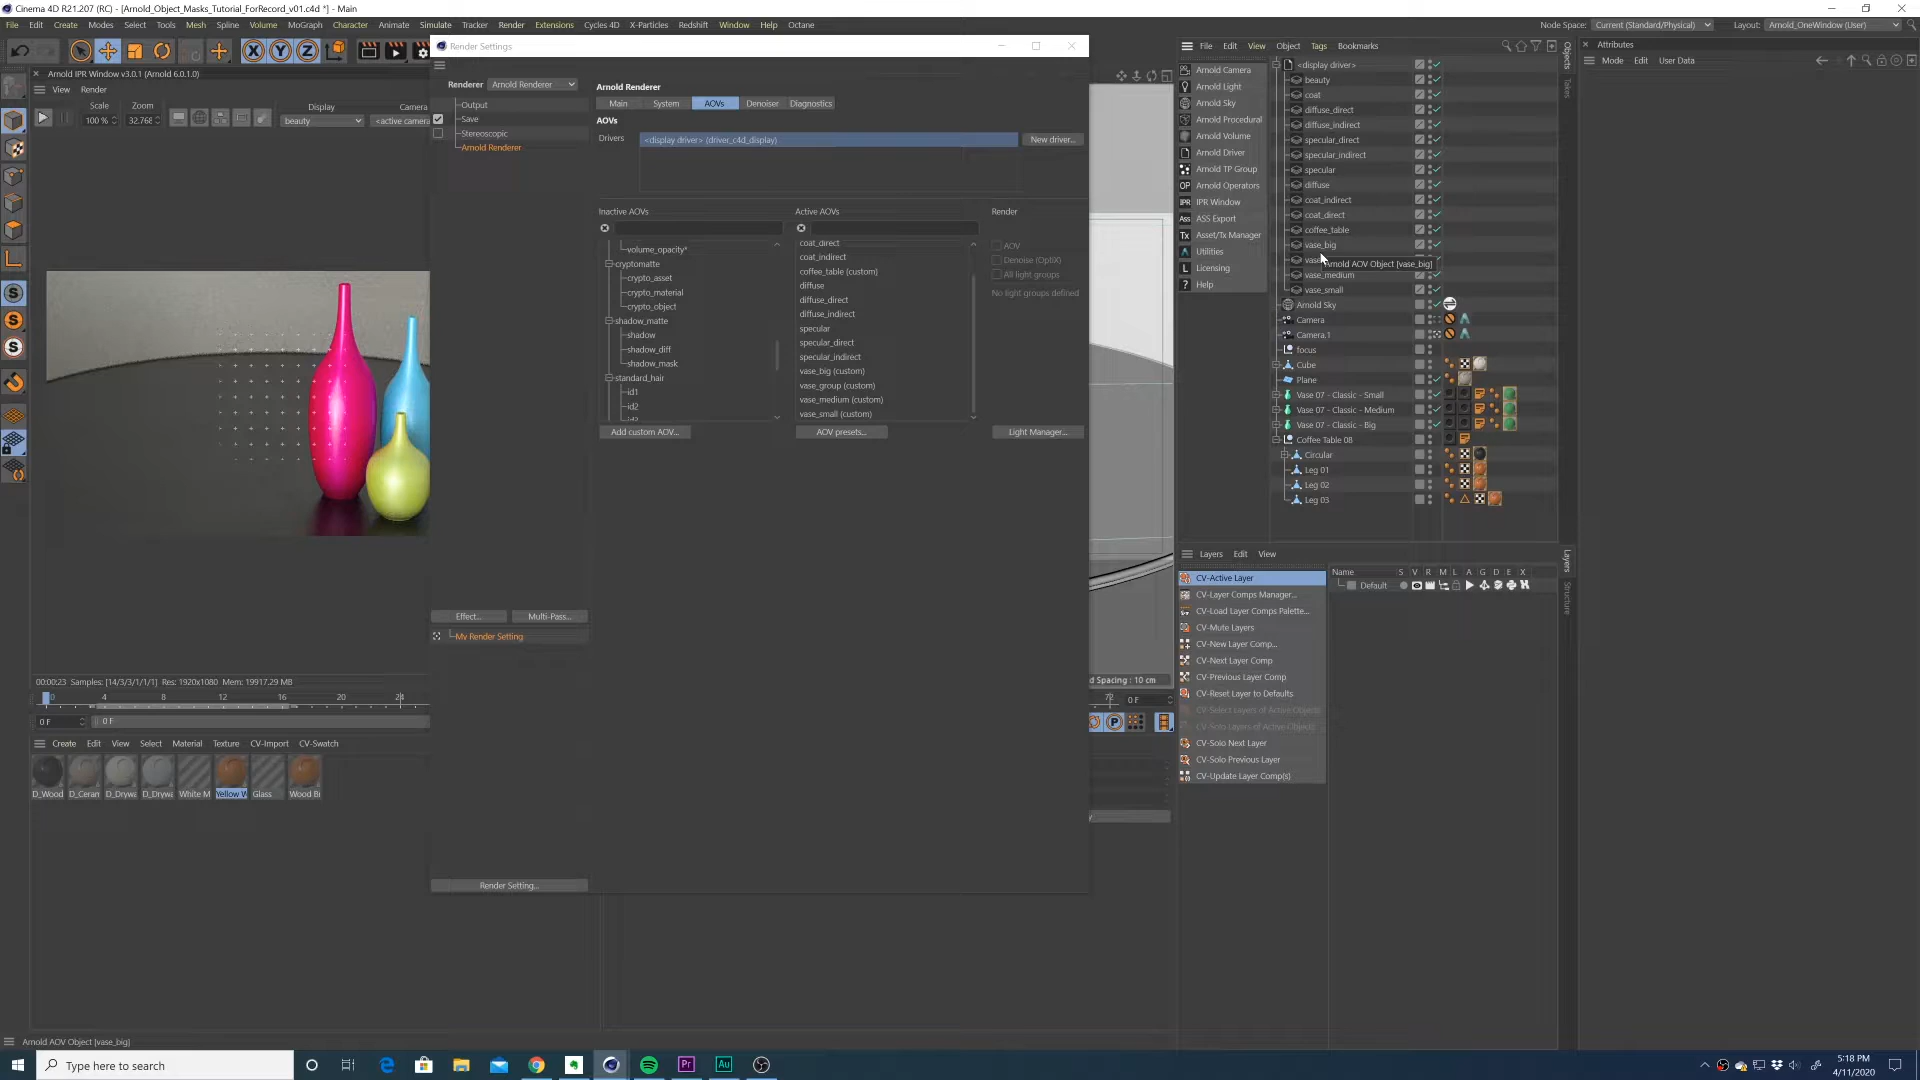 Cinema 4D R21.207 (RC) - [Arnold_Object_Masks_Tutorial_ForRecord_v01.c4d *] - Main
File Edit Create Modes Select Tools Mesh Spline Volume MoGraph Character Animate Simulate Tracker Render Extensions Cycles 4D X-Particles Redshift Window Help Octane
Node Space: Current (Standard/Physical) Layout: Arnold_OneWindow (User)
Render Settings
Arnold IPR Window v3.0.1 (Arnold 6.0.1.0)
View Render
Scale Zoom Display Camera
100 % 32.768 beauty <active camera
Renderer Arnold Renderer
Output
Save
Stereoscopic
Arnold Renderer
Arnold Renderer
Main System AOVs Denoiser Diagnostics
AOVs
Drivers <display driver> (driver_c4d_display) New driver...
Inactive AOVs Active AOVs Render
volume_opacity*
cryptomatte
crypto_asset
crypto_material
crypto_object
shadow_matte
shadow
shadow_diff
shadow_mask
standard_hair
id1
id2
coat_direct
coat_indirect
coffee_table (custom)
diffuse
diffuse_direct
diffuse_indirect
specular
specular_direct
specular_indirect
vase_big (custom)
vase_group (custom)
vase_medium (custom)
vase_small (custom)
AOV
Denoise (OptiX)
All light groups
No light groups defined
Add custom AOV... AOV presets... Light Manager...
Effect... Multi-Pass...
My Render Setting
Render Setting...
File Edit View Object Tags Bookmarks
Arnold Camera
Arnold Light
Arnold Sky
Arnold Procedural
Arnold Volume
Arnold Driver
Arnold TP Group
OP Arnold Operators
IPR IPR Window
Ass ASS Export
Tx Asset/Tx Manager
Utilities
L Licensing
? Help
<display driver>
beauty
coat
diffuse_direct
diffuse_indirect
specular_direct
specular_indirect
specular
diffuse
coat_indirect
coat_direct
coffee_table
vase_big
Arnold AOV Object [vase_big]
vase_medium
vase_small
Arnold Sky
Camera
Camera.1
focus
Cube
Plane
Vase 07 - Classic - Small
Vase 07 - Classic - Medium
Vase 07 - Classic - Big
Coffee Table 08
Circular
Leg 01
Leg 02
Leg 03
Objects
Takes
Attributes
Mode Edit User Data
Layers Edit View
CV-Active Layer
CV-Layer Comps Manager...
CV-Load Layer Comps Palette...
CV-Mute Layers
CV-New Layer Comp...
CV-Next Layer Comp
CV-Previous Layer Comp
CV-Reset Layer to Defaults
CV-Select Layers of Active Objects
CV-Solo Layers of Active Objects
CV-Solo Next Layer
CV-Solo Previous Layer
CV-Update Layer Comp(s)
Name S V R M L A G D E X
Default
Layers
Structure
d Spacing : 10 cm
00:00:23 Samples: [14/3/3/1/1/1] Res: 1920x1080 Mem: 19917.29 MB
0 4 8 12 16 20 24 72 0 F
0 F 0 F
Create Edit View Select Material Texture CV-Import CV-Swatch
D_Wood D_Ceran D_Dryw D_Dryw White M Yellow W Glass Wood B
Arnold AOV Object [vase_big]
Type here to search
5:18 PM
4/11/2020